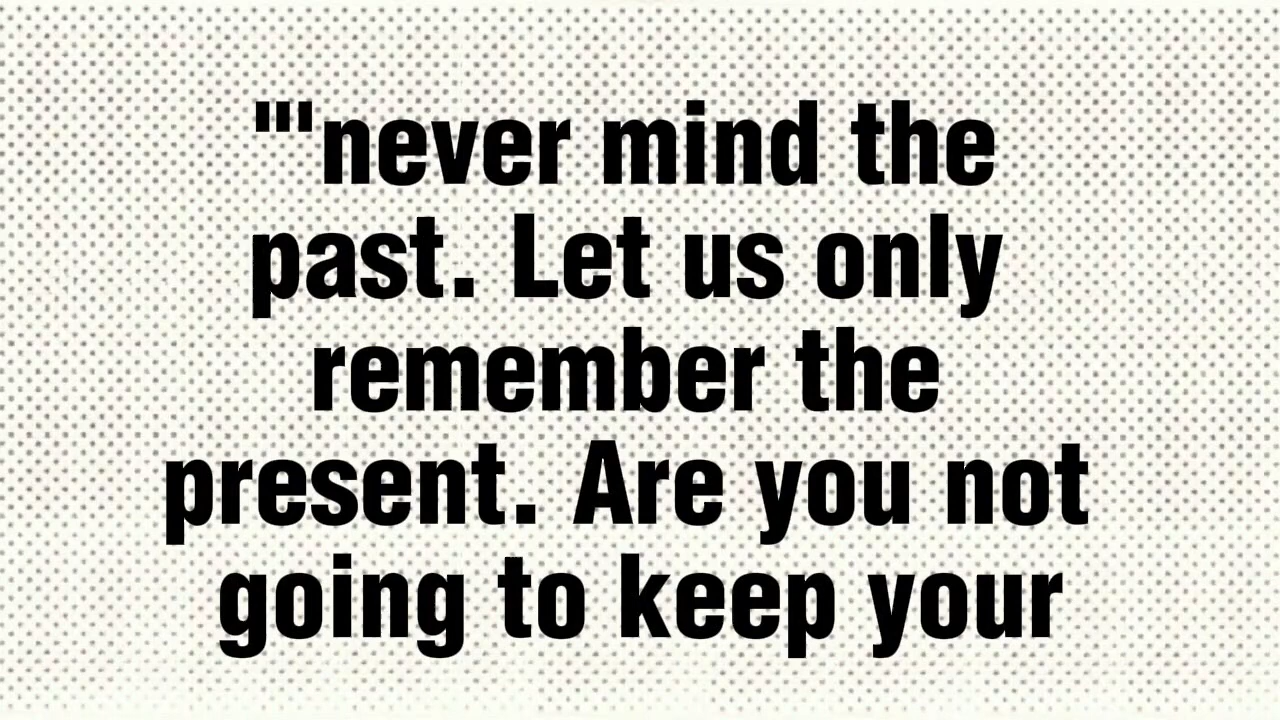 "'never mind the
past. Let us only
remember the
present. Are you not
going to keep your